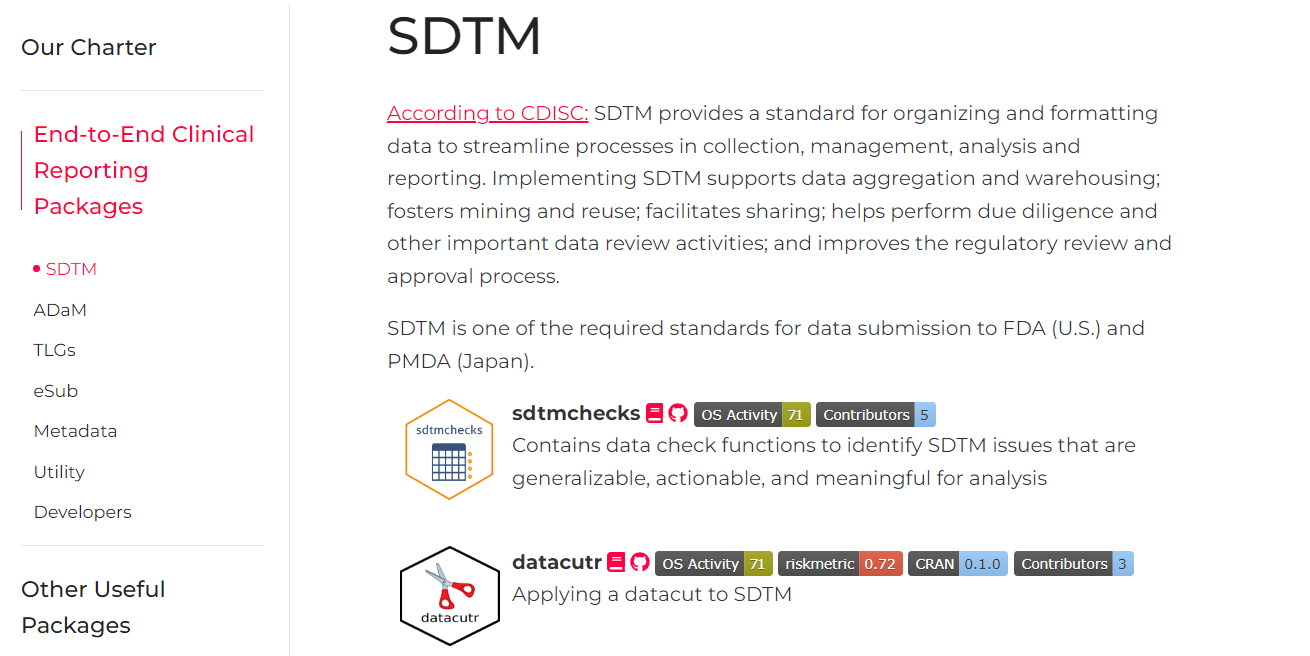 Our Charter
End-to-End Clinical
Reporting
Packages
SDTM
ADaM
TLGs
eSub
Metadata
Utility
Developers
Other Useful
Packages
SDTM
According to CDISC: SDTM provides a standard for organizing and formatting
data to streamline processes in collection, management, analysis and
reporting. Implementing SDTM supports data aggregation and warehousing;
fosters mining and reuse; facilitates sharing; helps perform due diligence and
other important data review activities; and improves the regulatory review and
approval process.
SDTM is one of the required standards for data submission to FDA (U.S.) and
PMDA (Japan).
sdtmchecks
sdtmchecks OS Activity 71 Contributors 5
Contains data check functions to identify SDTM issues that are
generalizable, actionable, and meaningful for analysis
datacutr
datacutr OS Activity 71 riskmetric 0.72 CRAN 0.1.0 Contributors 3
Applying a datacut to SDTM